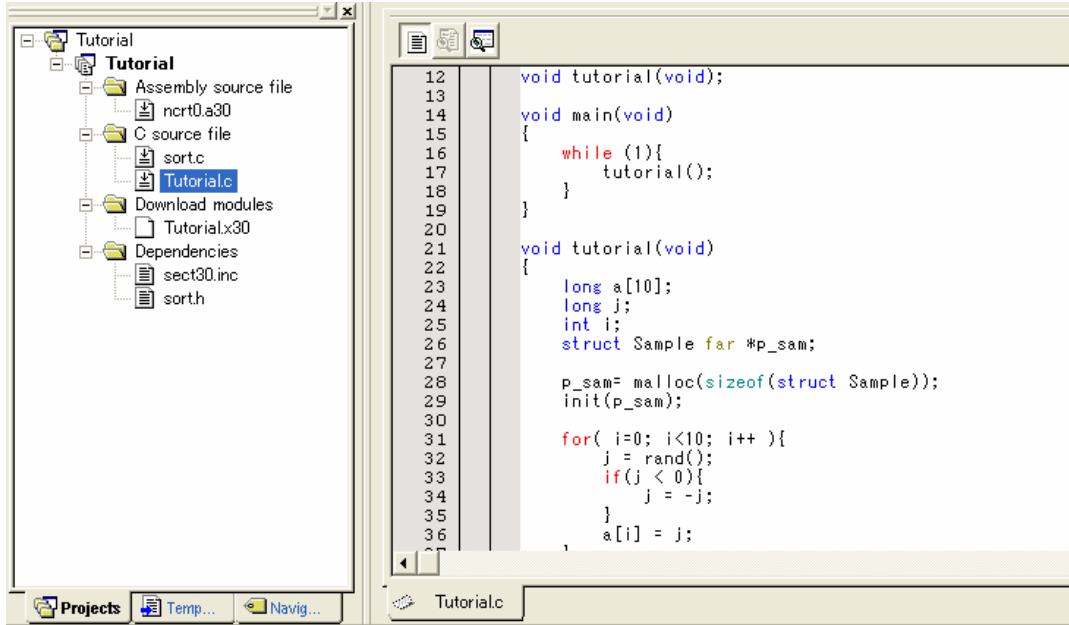 Tutorial
Tutorial
Assembly source file
ncrt0.a30
C source file
sort.c
Tutorial.c
Download modules
Tutorial.x30
Dependencies
sect30.inc
sort.h
Projects
Temp...
Navig...
12 void tutorial(void);
13
14 void main(void)
15 {
16 while (1){
17 tutorial();
18 }
19 }
20
21 void tutorial(void)
22 {
23 long a[10];
24 long j;
25 int i;
26 struct Sample far *p_sam;
27
28 p_sam= malloc(sizeof(struct Sample));
29 init(p_sam);
30
31 for( i=0; i<10; i++ ){
32 j = rand();
33 if(j < 0){
34 j = -j;
35 }
36 a[i] = j;
Tutorial.c